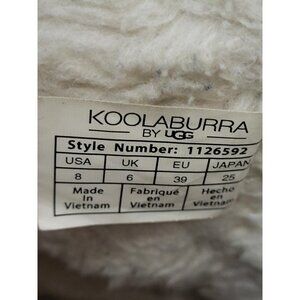 KOOLABURRA
BY UGG
Style Number: 1126592
USA UK EU JAPAN
8 6 39 25
Made Fabriqué Hecho
in en en
Vietnam Vietnam Vietnam